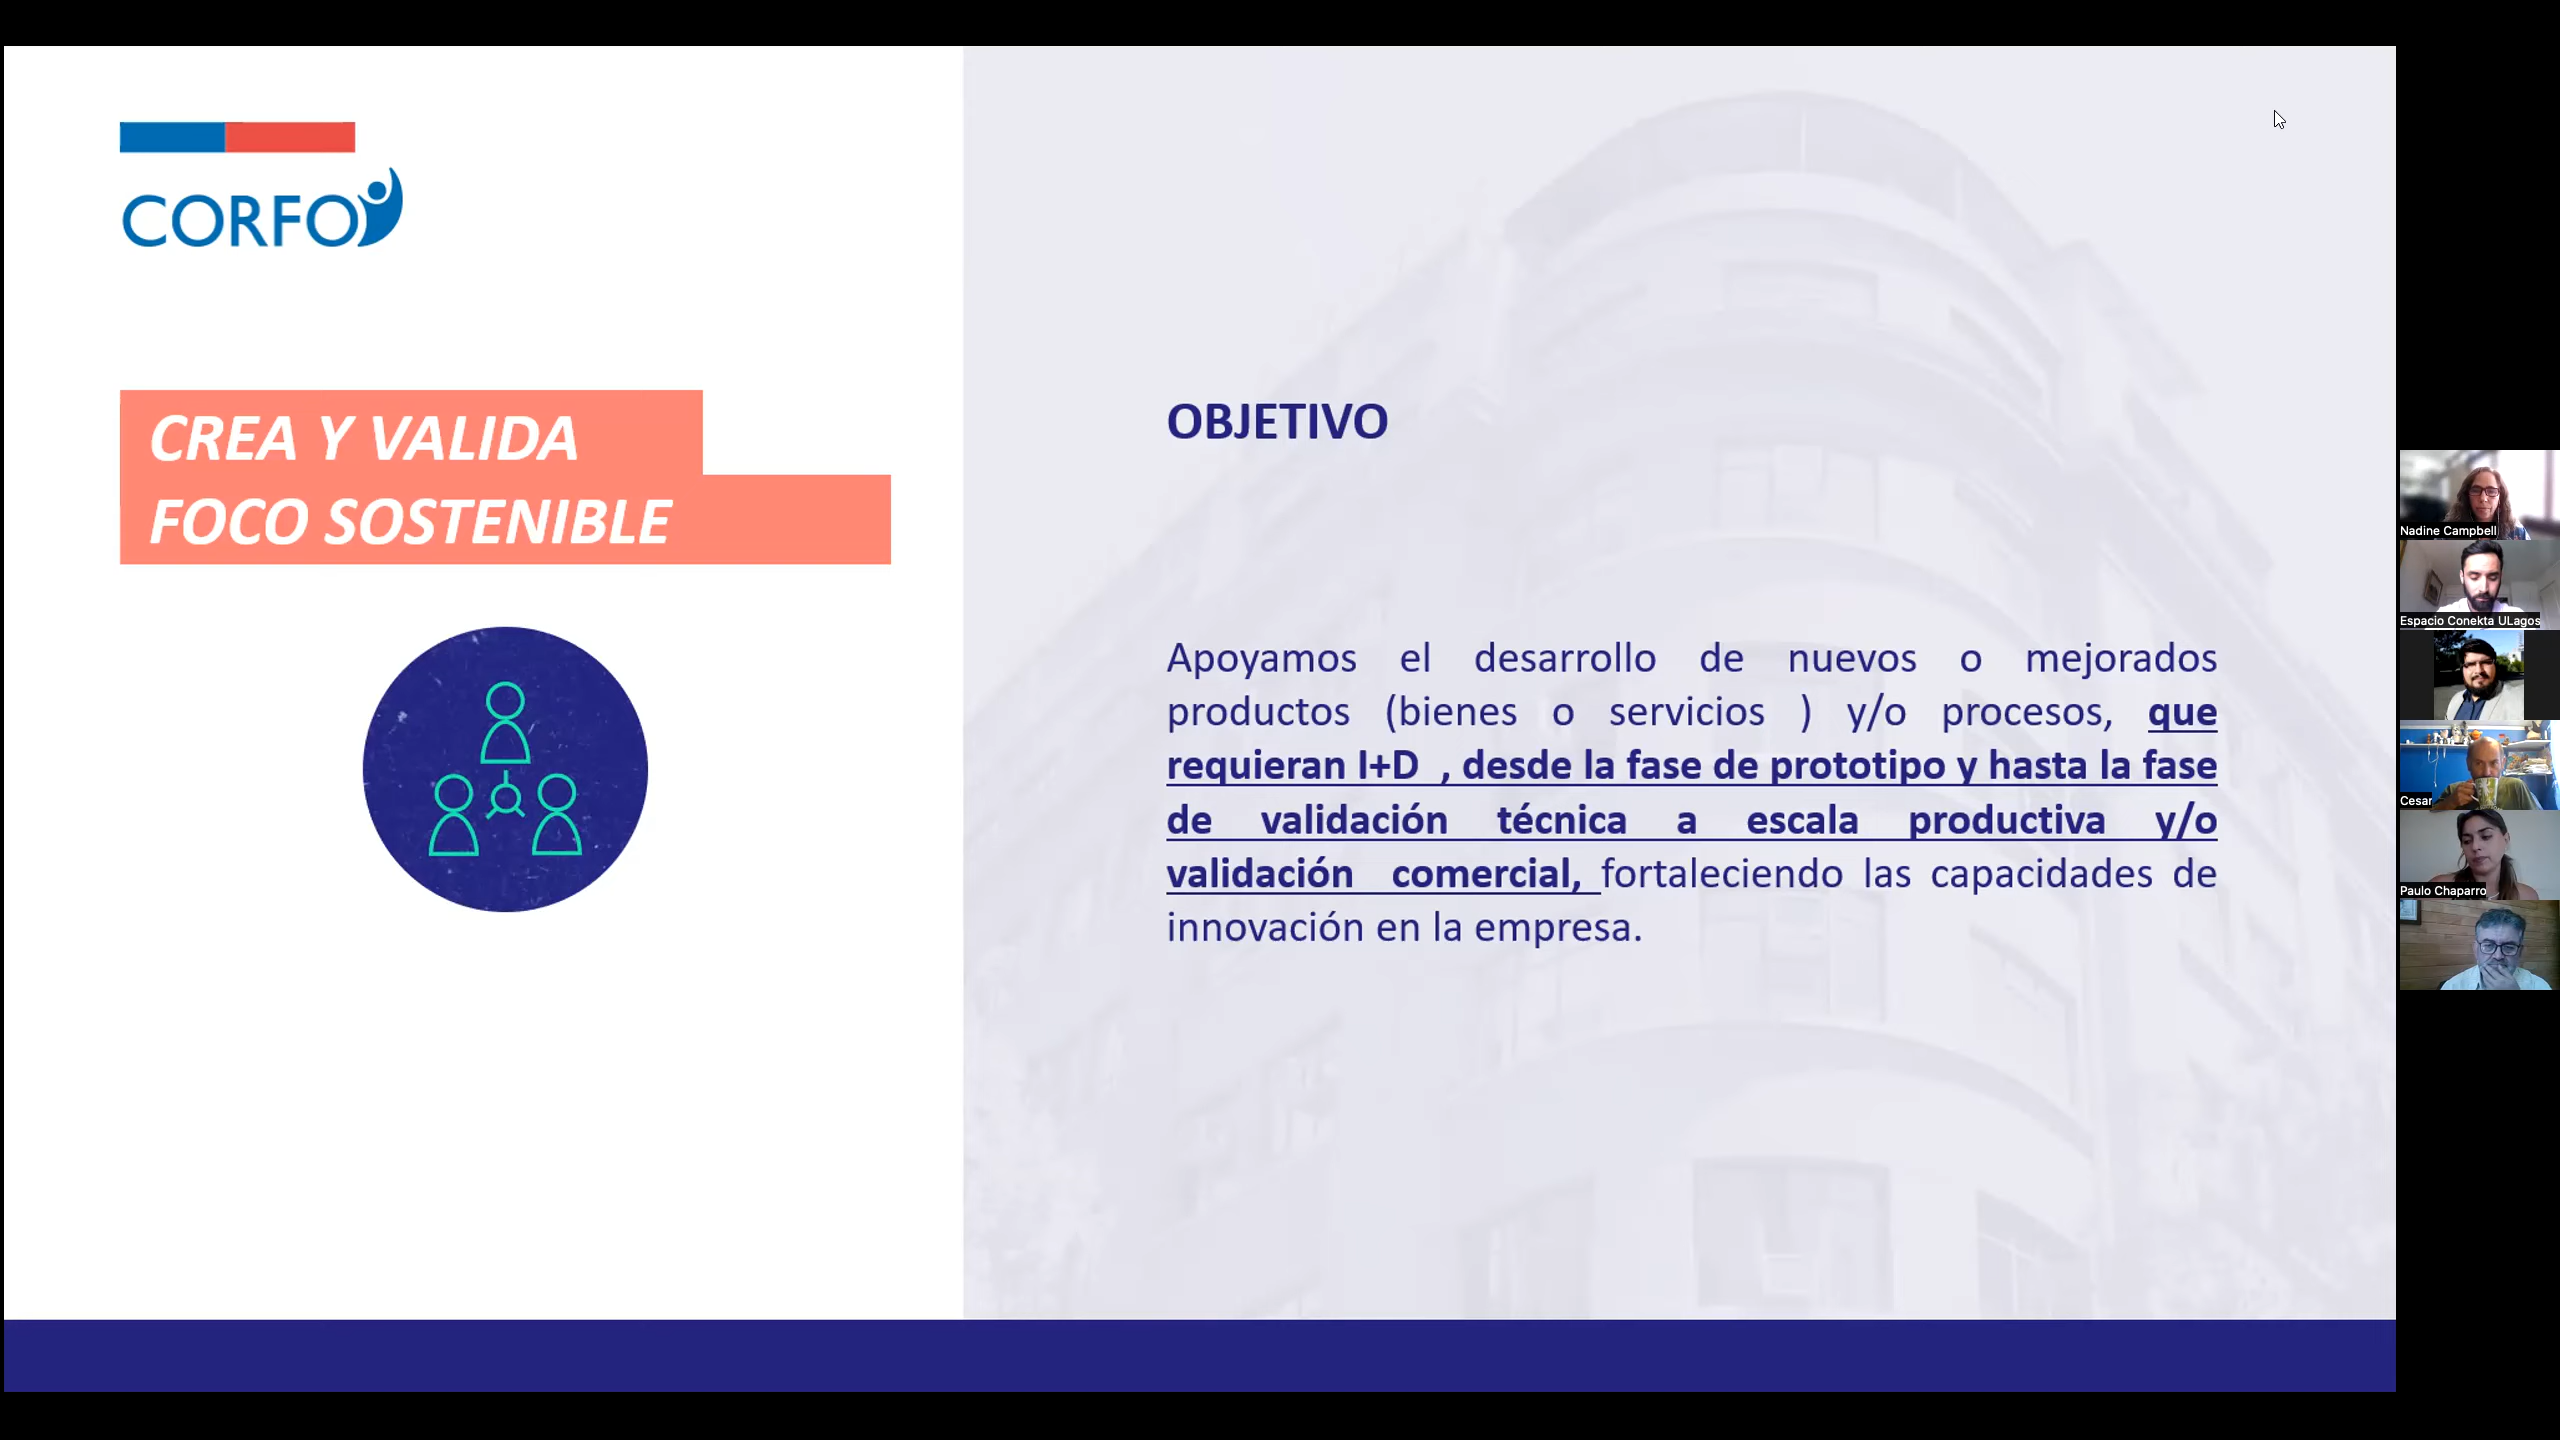 CORFO
CREA Y VALIDA
FOCO SOSTENIBLE
OBJETIVO
Apoyamos el desarrollo de nuevos o mejorados
productos (bienes o servicios ) y/o procesos, que
requieran I+D , desde la fase de prototipo y hasta la fase
de validación técnica a escala productiva y/o
validación comercial, fortaleciendo las capacidades de
innovación en la empresa.
Nadine Campbell
Espacio Conekta ULagos
Cesar
Paulo Chaparro